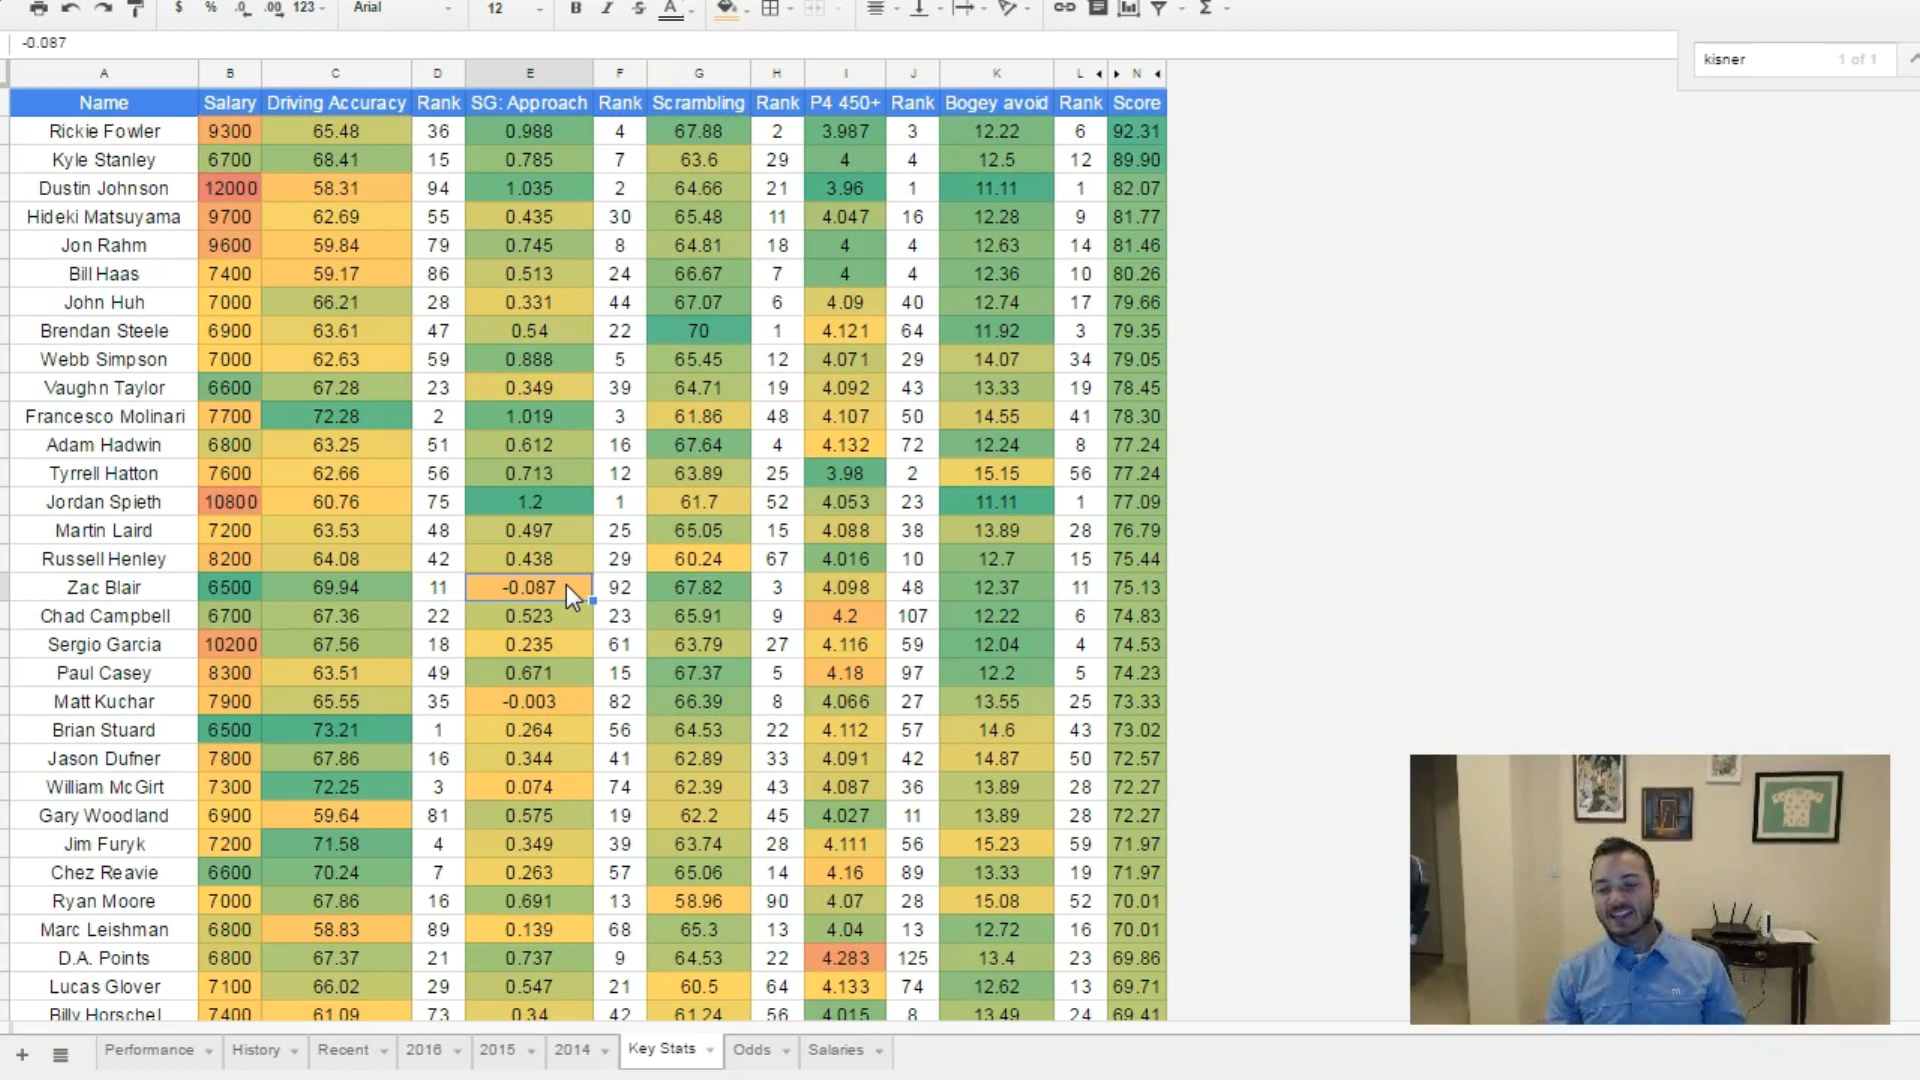 $ % .0 .00 123 Arial 12 B I S A Σ
-0.087
kisner 1 of 1
A B C D E F G H I J K L N
Name Salary Driving Accuracy Rank SG: Approach Rank Scrambling Rank P4 450+ Rank Bogey avoid Rank Score
Rickie Fowler 9300 65.48 36 0.988 4 67.88 2 3.987 3 12.22 6 92.31
Kyle Stanley 6700 68.41 15 0.785 7 63.6 29 4 4 12.5 12 89.90
Dustin Johnson 12000 58.31 94 1.035 2 64.66 21 3.96 1 11.11 1 82.07
Hideki Matsuyama 9700 62.69 55 0.435 30 65.48 11 4.047 16 12.28 9 81.77
Jon Rahm 9600 59.84 79 0.745 8 64.81 18 4 4 12.63 14 81.46
Bill Haas 7400 59.17 86 0.513 24 66.67 7 4 4 12.36 10 80.26
John Huh 7000 66.21 28 0.331 44 67.07 6 4.09 40 12.74 17 79.66
Brendan Steele 6900 63.61 47 0.54 22 70 1 4.121 64 11.92 3 79.35
Webb Simpson 7000 62.63 59 0.888 5 65.45 12 4.071 29 14.07 34 79.05
Vaughn Taylor 6600 67.28 23 0.349 39 64.71 19 4.092 43 13.33 19 78.45
Francesco Molinari 7700 72.28 2 1.019 3 61.86 48 4.107 50 14.55 41 78.30
Adam Hadwin 6800 63.25 51 0.612 16 67.64 4 4.132 72 12.24 8 77.24
Tyrrell Hatton 7600 62.66 56 0.713 12 63.89 25 3.98 2 15.15 56 77.24
Jordan Spieth 10800 60.76 75 1.2 1 61.7 52 4.053 23 11.11 1 77.09
Martin Laird 7200 63.53 48 0.497 25 65.05 15 4.088 38 13.89 28 76.79
Russell Henley 8200 64.08 42 0.438 29 60.24 67 4.016 10 12.7 15 75.44
Zac Blair 6500 69.94 11 -0.087 92 67.82 3 4.098 48 12.37 11 75.13
Chad Campbell 6700 67.36 22 0.523 23 65.91 9 4.2 107 12.22 6 74.83
Sergio Garcia 10200 67.56 18 0.235 61 63.79 27 4.116 59 12.04 4 74.53
Paul Casey 8300 63.51 49 0.671 15 67.37 5 4.18 97 12.2 5 74.23
Matt Kuchar 7900 65.55 35 -0.003 82 66.39 8 4.066 27 13.55 25 73.33
Brian Stuard 6500 73.21 1 0.264 56 64.53 22 4.112 57 14.6 43 73.02
Jason Dufner 7800 67.86 16 0.344 41 62.89 33 4.091 42 14.87 50 72.57
William McGirt 7300 72.25 3 0.074 74 62.39 43 4.087 36 13.89 28 72.27
Gary Woodland 6900 59.64 81 0.575 19 62.2 45 4.027 11 13.89 28 72.27
Jim Furyk 7200 71.58 4 0.349 39 63.74 28 4.111 56 15.23 59 71.97
Chez Reavie 6600 70.24 7 0.263 57 65.06 14 4.16 89 13.33 19 71.97
Ryan Moore 7000 67.86 16 0.691 13 58.96 90 4.07 28 15.08 52 70.01
Marc Leishman 6800 58.83 89 0.139 68 65.3 13 4.04 13 12.72 16 70.01
D.A. Points 6800 67.37 21 0.737 9 64.53 22 4.283 125 13.4 23 69.86
Lucas Glover 7100 66.02 29 0.547 21 60.5 64 4.133 74 12.62 13 69.71
Billy Horschel 7400 61.09 73 0.34 42 61.24 56 4.015 8 13.49 24 69.41
Performance History Recent 2016 2015 2014 Key Stats Odds Salaries